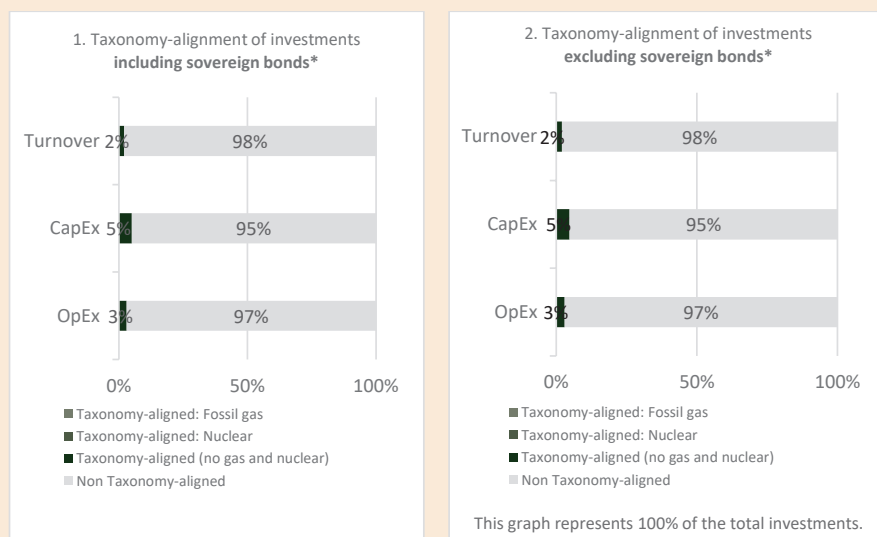 1. Taxonomy-alignment of investments
including sovereign bonds*
Turnover 2% 98%
CapEx 5% 95%
OpEx 3% 97%
0% 50% 100%
Taxonomy-aligned: Fossil gas
Taxonomy-aligned: Nuclear
Taxonomy-aligned (no gas and nuclear)
Non Taxonomy-aligned
2. Taxonomy-alignment of investments
excluding sovereign bonds*
Turnover 2% 98%
CapEx 5% 95%
OpEx 3% 97%
0% 50% 100%
Taxonomy-aligned: Fossil gas
Taxonomy-aligned: Nuclear
Taxonomy-aligned (no gas and nuclear)
Non Taxonomy-aligned
This graph represents 100% of the total investments.